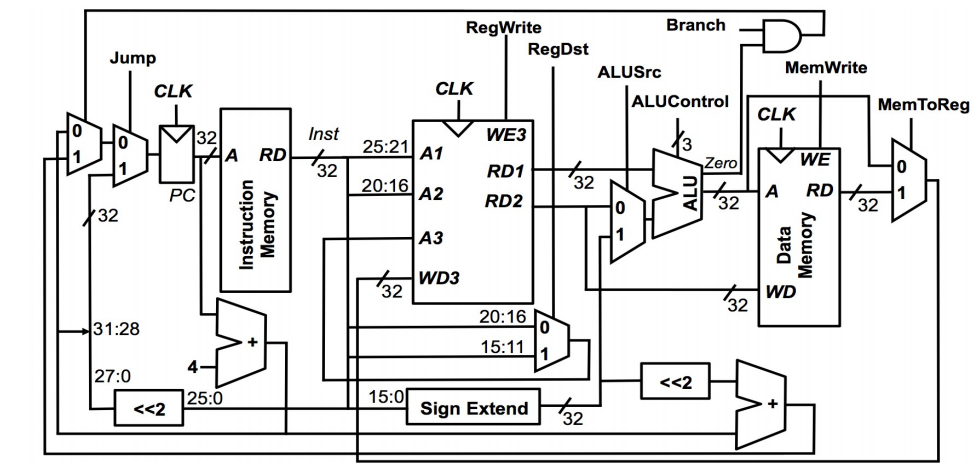 Branch
RegWrite
RegDst
Jump
ALUSrc
MemWrite
CLK
CLK
ALUControl
MemToReg
CLK
0
1
0
1
32
A
RD
Inst
32
25:21
A1
WE3
3
Zero
WE
0
1
PC
Instruction
Memory
20:16
A2
RD1
32
RD2
0
1
ALU
32
A
RD
32
32
A3
Data
Memory
WD3
32
32
WD
31:28
+
4
20:16
0
15:11
1
27:0
<<2
25:0
15:0
Sign Extend
32
<<2
+